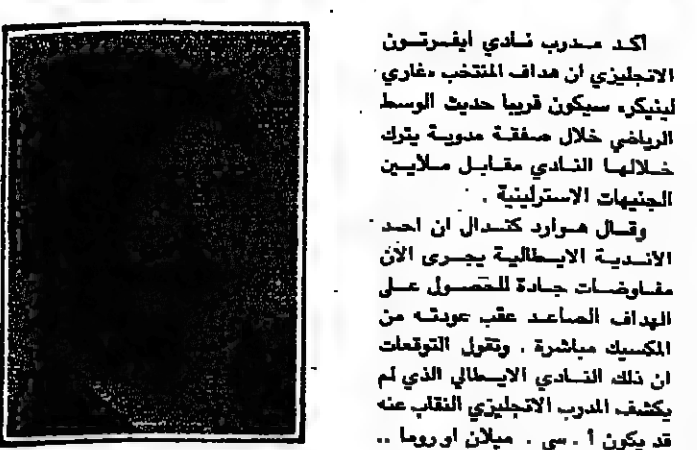 اكد مدرب نادي ايفرتون
الانجليزي ان هداف المنتخب «غاري
لينيكر» سيكون قريبا حديث الوسط
الرياضي خلال صفقة مدوية يترك
خلالها النادي مقابل ملايين
الجنيهات الاسترلينية .
وقال هوارد كندال ان احد
الاندية الايطالية يجرى الآن
مفاوضات جادة للحصول على
الهداف الصاعد عقب عودته من
المكسيك مباشرة . وتقول التوقعات
ان ذلك النادي الايطالي الذي لم
يكشف المدرب الانجليزي النقاب عنه
قد يكون أ . سي . ميلان او روما ..